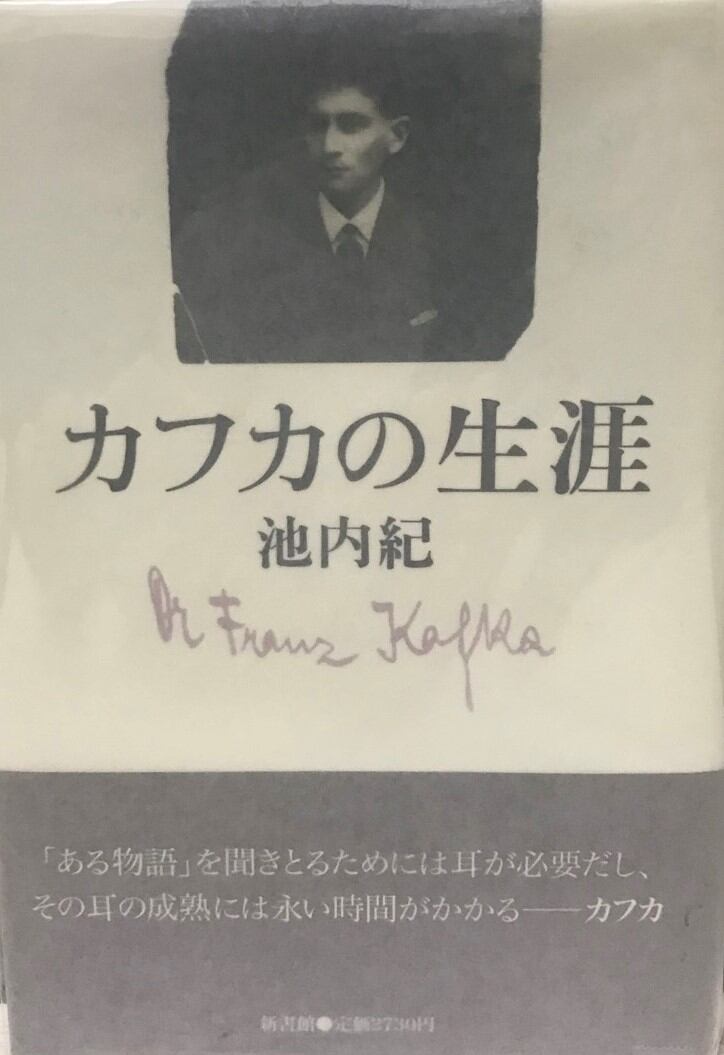 カフカの生涯
池内紀
Dr Franz Kafka
「ある物語」を聞きとるためには耳が必要だし、
その耳の成熟には永い時間がかかる――カフカ
新書館●定価2730円